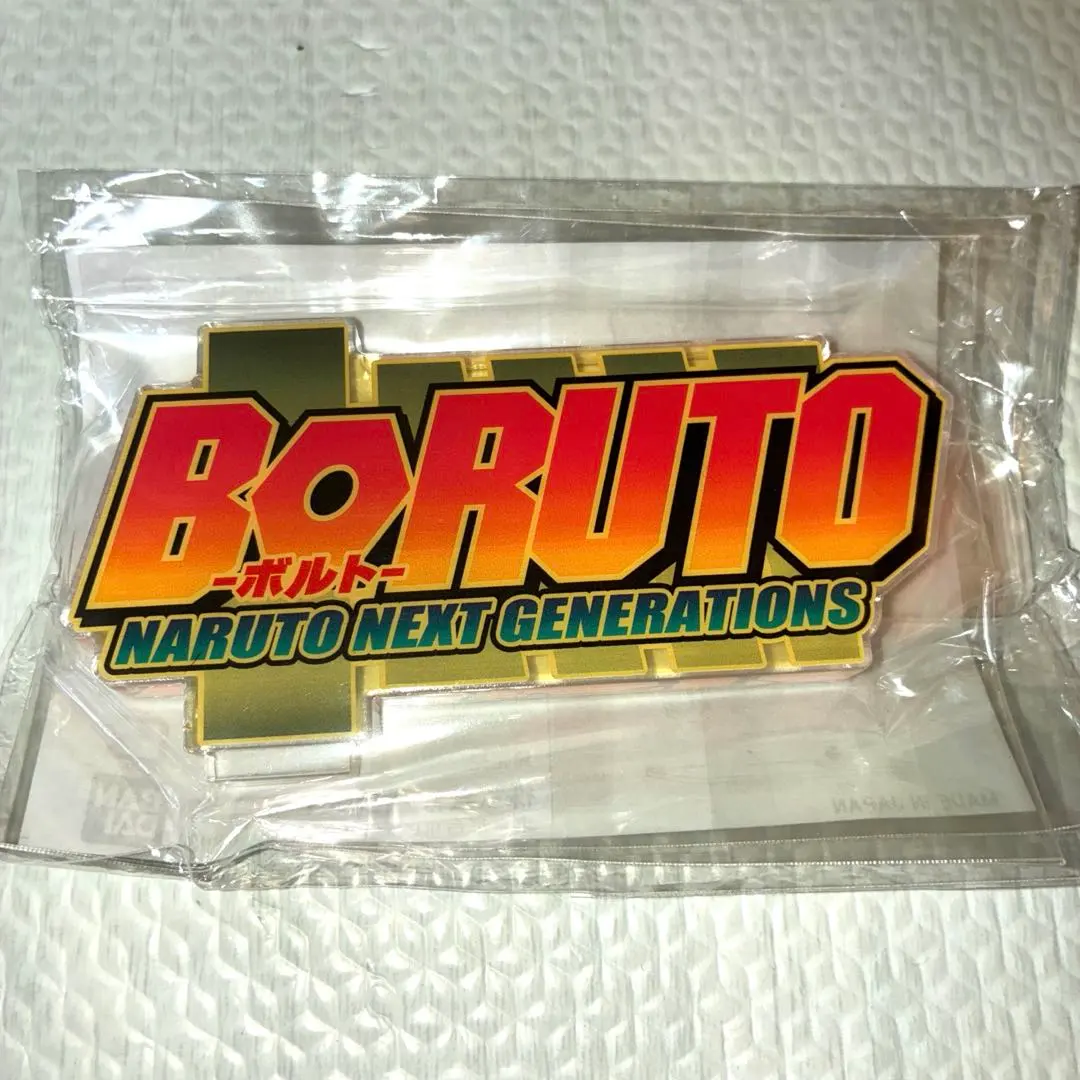 BORUTO
-ボルト-
NARUTO NEXT GENERATIONS
MADE IN JAPAN